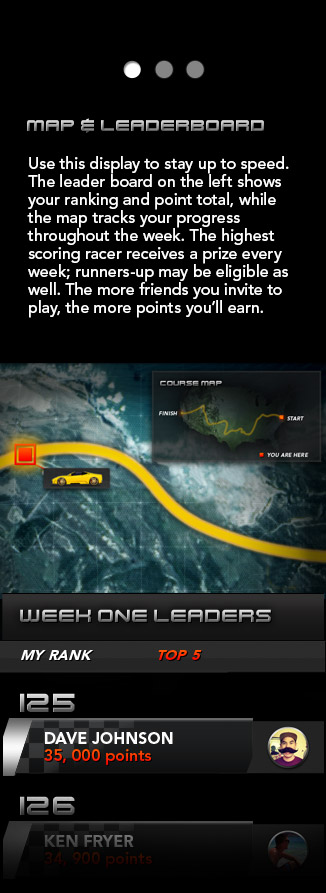 MAP & LEADERBOARD
Use this display to stay up to speed.
The leader board on the left shows
your ranking and point total, while
the map tracks your progress
throughout the week. The highest
scoring racer receives a prize every
week; runners-up may be eligible as
well. The more friends you invite to
play, the more points you'll earn.
COURSE MAP
FINISH
START
YOU ARE HERE
WEEK ONE LEADERS
MY RANK TOP 5
125
DAVE JOHNSON
35, 000 points
126
KEN FRYER
34, 900 points